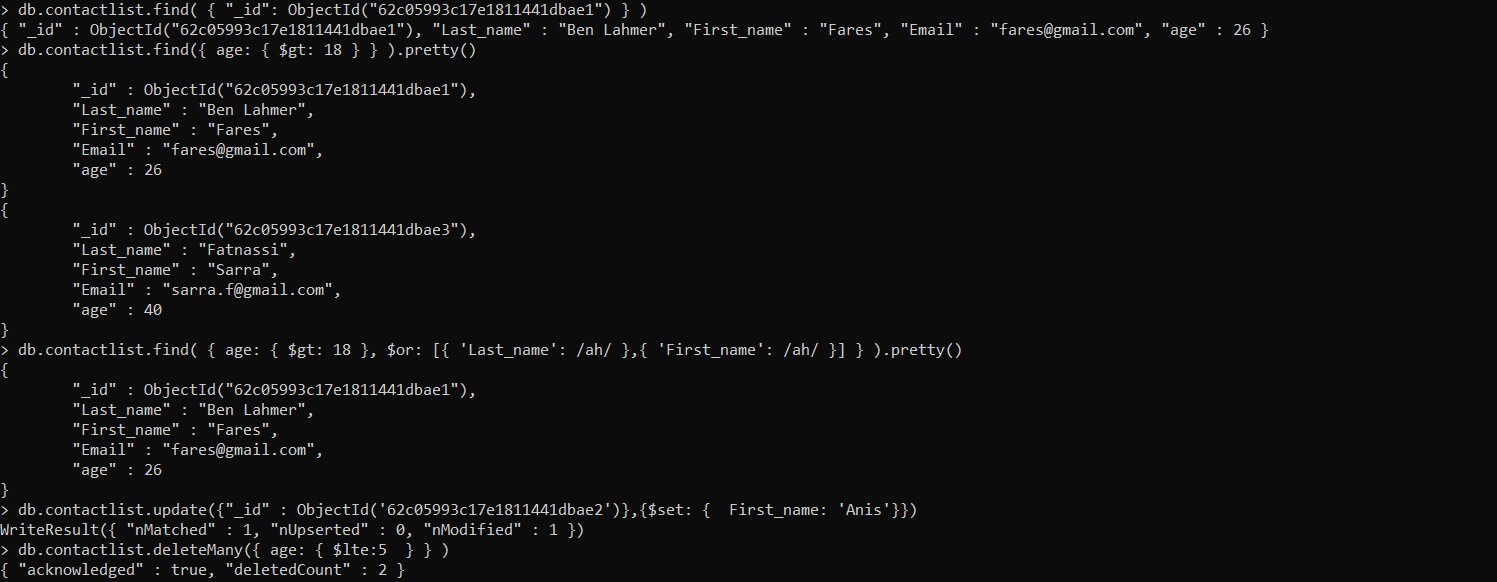 > db.contactlist.find( { "_id": ObjectId("62c05993c17e1811441dbae1") } )
{ "_id" : ObjectId("62c05993c17e1811441dbae1"), "Last_name" : "Ben Lahmer", "First_name" : "Fares", "Email" : "fares@gmail.com", "age" : 26 }
> db.contactlist.find({ age: { $gt: 18 } } ).pretty()
{
        "_id" : ObjectId("62c05993c17e1811441dbae1"),
        "Last_name" : "Ben Lahmer",
        "First_name" : "Fares",
        "Email" : "fares@gmail.com",
        "age" : 26
}
{
        "_id" : ObjectId("62c05993c17e1811441dbae3"),
        "Last_name" : "Fatnassi",
        "First_name" : "Sarra",
        "Email" : "sarra.f@gmail.com",
        "age" : 40
}
> db.contactlist.find( { age: { $gt: 18 }, $or: [{ 'Last_name': /ah/ },{ 'First_name': /ah/ }] } ).pretty()
{
        "_id" : ObjectId("62c05993c17e1811441dbae1"),
        "Last_name" : "Ben Lahmer",
        "First_name" : "Fares",
        "Email" : "fares@gmail.com",
        "age" : 26
}
> db.contactlist.update({"_id" : ObjectId('62c05993c17e1811441dbae2')},{$set: {  First_name: 'Anis'}})
WriteResult({ "nMatched" : 1, "nUpserted" : 0, "nModified" : 1 })
> db.contactlist.deleteMany({ age: { $lte:5  } } )
{ "acknowledged" : true, "deletedCount" : 2 }